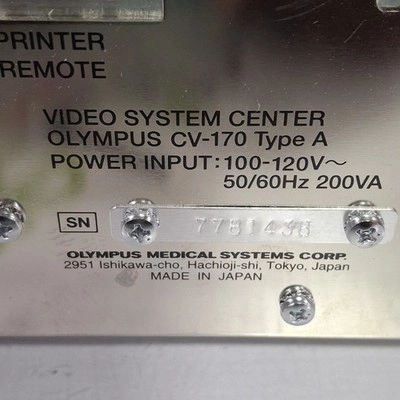 PRINTER
REMOTE
VIDEO SYSTEM CENTER
OLYMPUS CV-170 Type A
POWER INPUT: 100-120V～
50/60Hz 200VA
SN
OLYMPUS MEDICAL SYSTEMS CORP.
2951 Ishikawa-cho, Hachioji-shi, Tokyo, Japan
MADE IN JAPAN